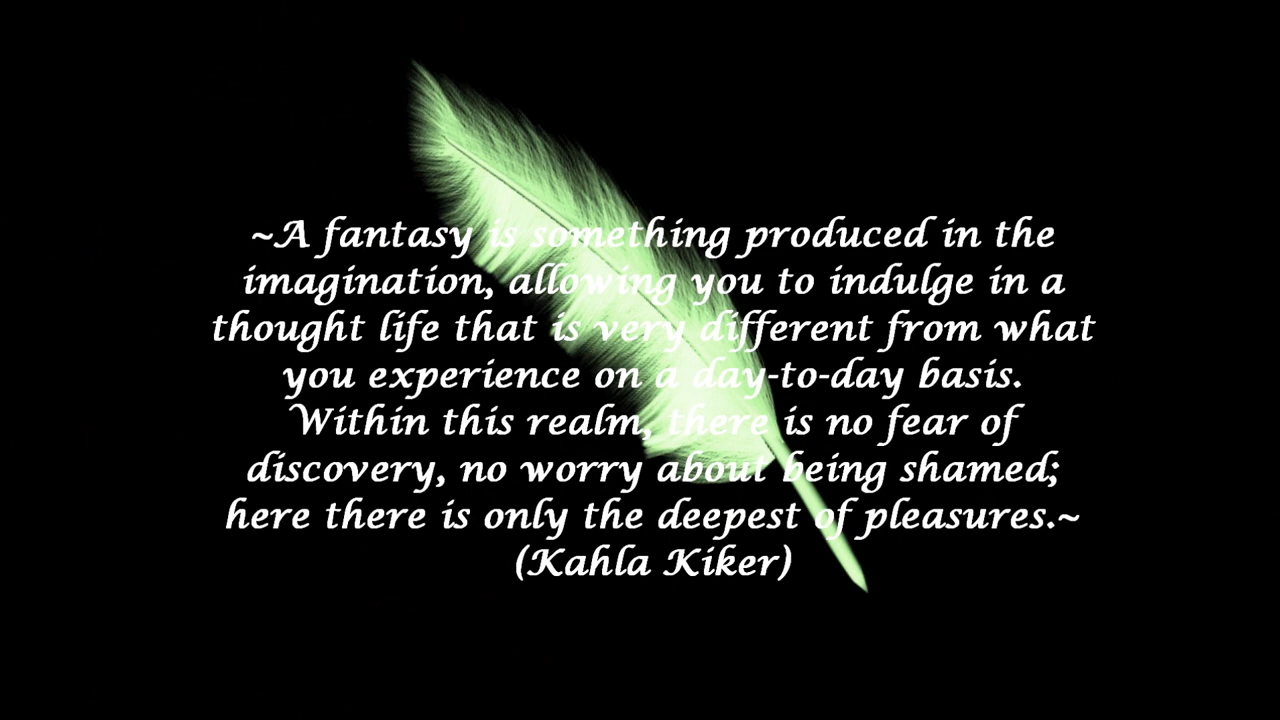 ~A fantasy is something produced in the
imagination, allowing you to indulge in a
thought life that is very different from what
you experience on a day-to-day basis.
Within this realm, there is no fear of
discovery, no worry about being shamed;
here there is only the deepest of pleasures.~
(Kahla Kiker)